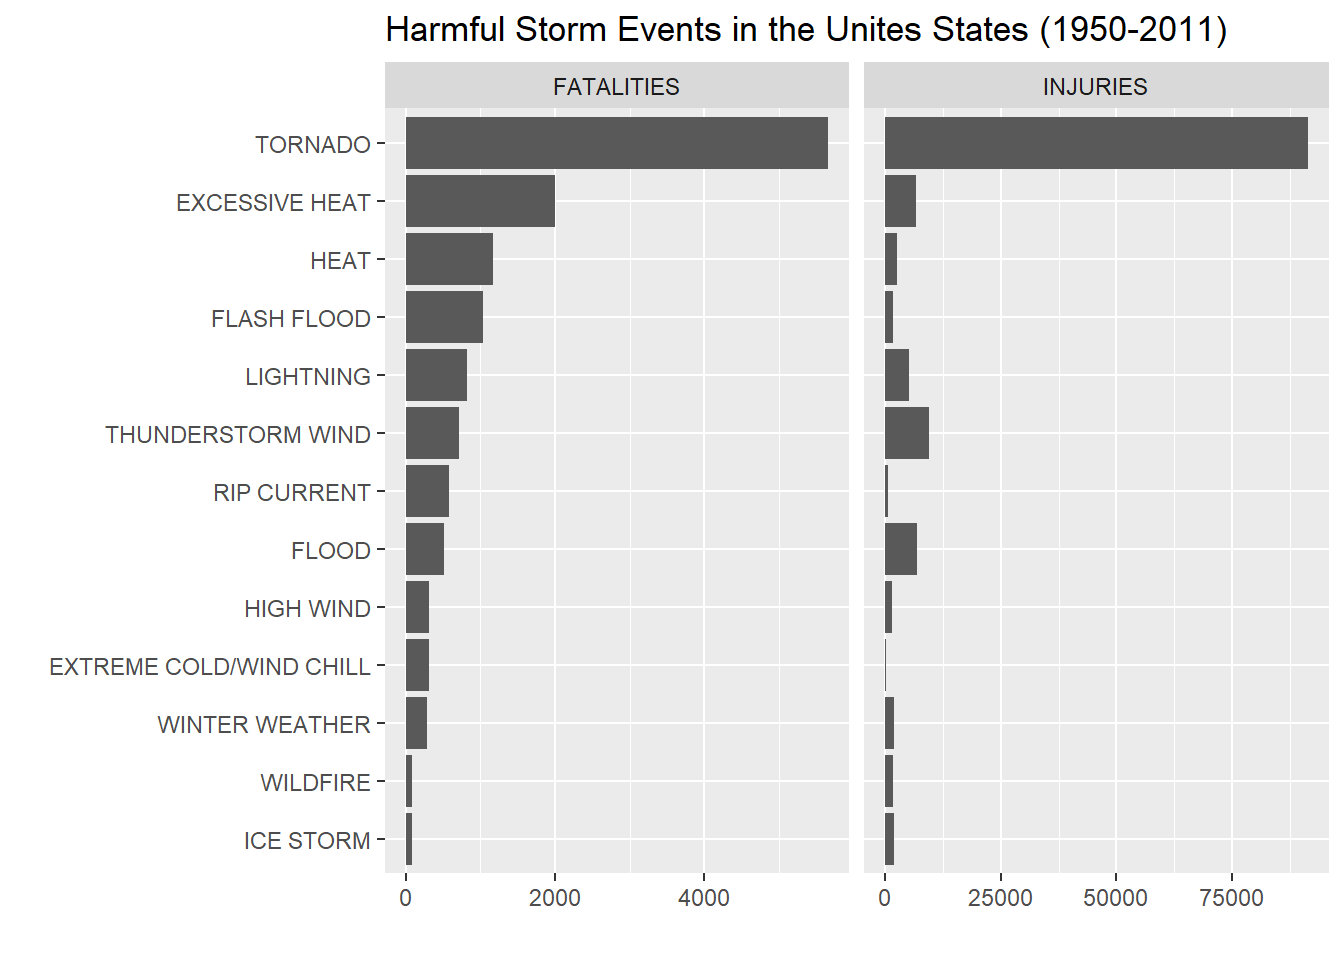 Harmful Storm Events in the Unites States (1950-2011)
FATALITIES
INJURIES
TORNADO
EXCESSIVE HEAT
HEAT
FLASH FLOOD
LIGHTNING
THUNDERSTORM WIND
RIP CURRENT
FLOOD
HIGH WIND
EXTREME COLD/WIND CHILL
WINTER WEATHER
WILDFIRE
ICE STORM
0 2000 4000
0 25000 50000 75000